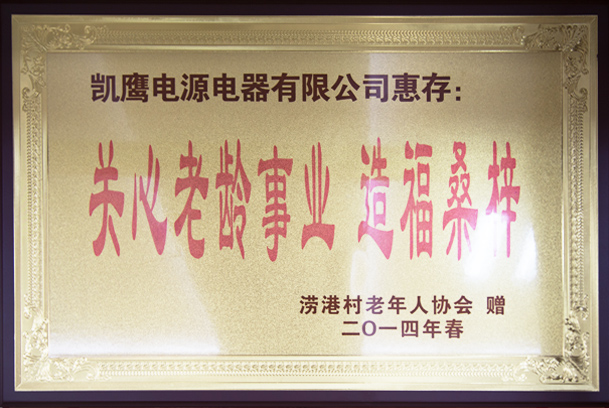 凯鹰电源电器有限公司惠存：
关心老龄事业 造福桑梓
涝港村老年人协会 赠
二O一四年春